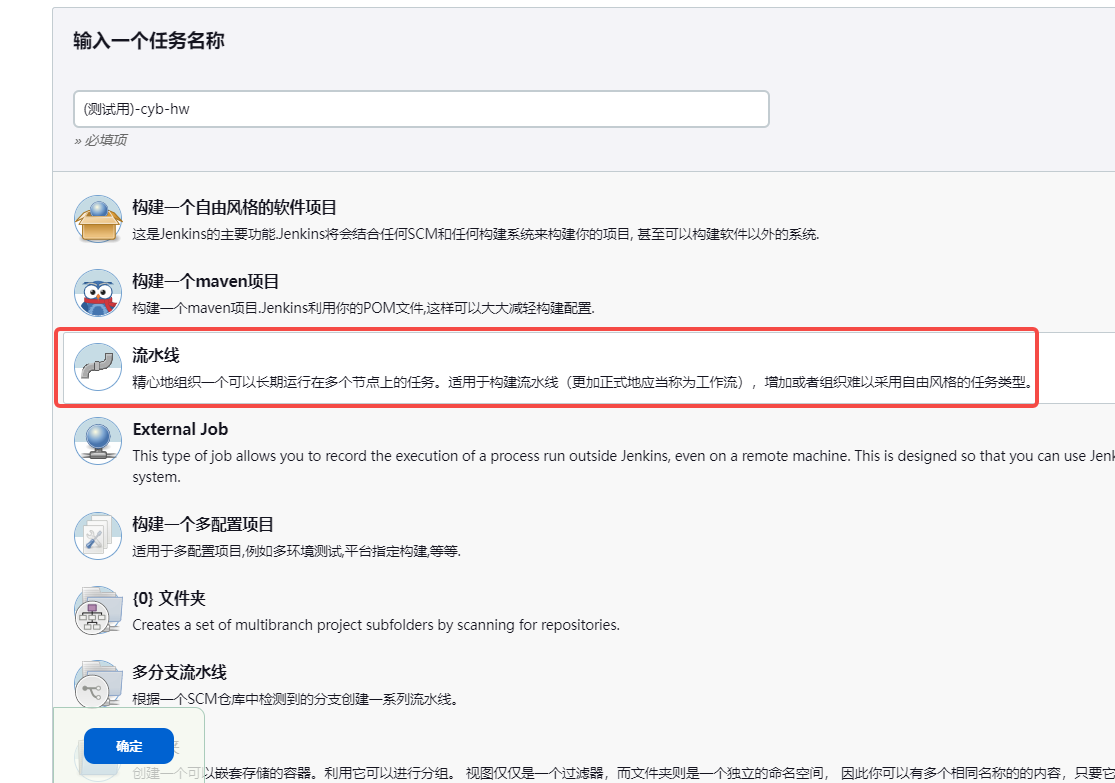 输入一个任务名称
(测试用)-cyb-hw
» 必填项
构建一个自由风格的软件项目
这是Jenkins的主要功能.Jenkins将会结合任何SCM和任何构建系统来构建你的项目, 甚至可以构建软件以外的系统.
构建一个maven项目
构建一个maven项目.Jenkins利用你的POM文件,这样可以大大减轻构建配置.
流水线
精心地组织一个可以长期运行在多个节点上的任务。适用于构建流水线（更加正式地应当称为工作流），增加或者组织难以采用自由风格的任务类型。
External Job
This type of job allows you to record the execution of a process run outside Jenkins, even on a remote machine. This is designed so that you can use Jenk
system.
构建一个多配置项目
适用于多配置项目,例如多环境测试,平台指定构建,等等.
{0} 文件夹
Creates a set of multibranch project subfolders by scanning for repositories.
多分支流水线
根据一个SCM仓库中检测到的分支创建一系列流水线。
确定
夹
创建一个可以嵌套存储的容器。利用它可以进行分组。 视图仅仅是一个过滤器，而文件夹则是一个独立的命名空间， 因此你可以有多个相同名称的的内容，只要它